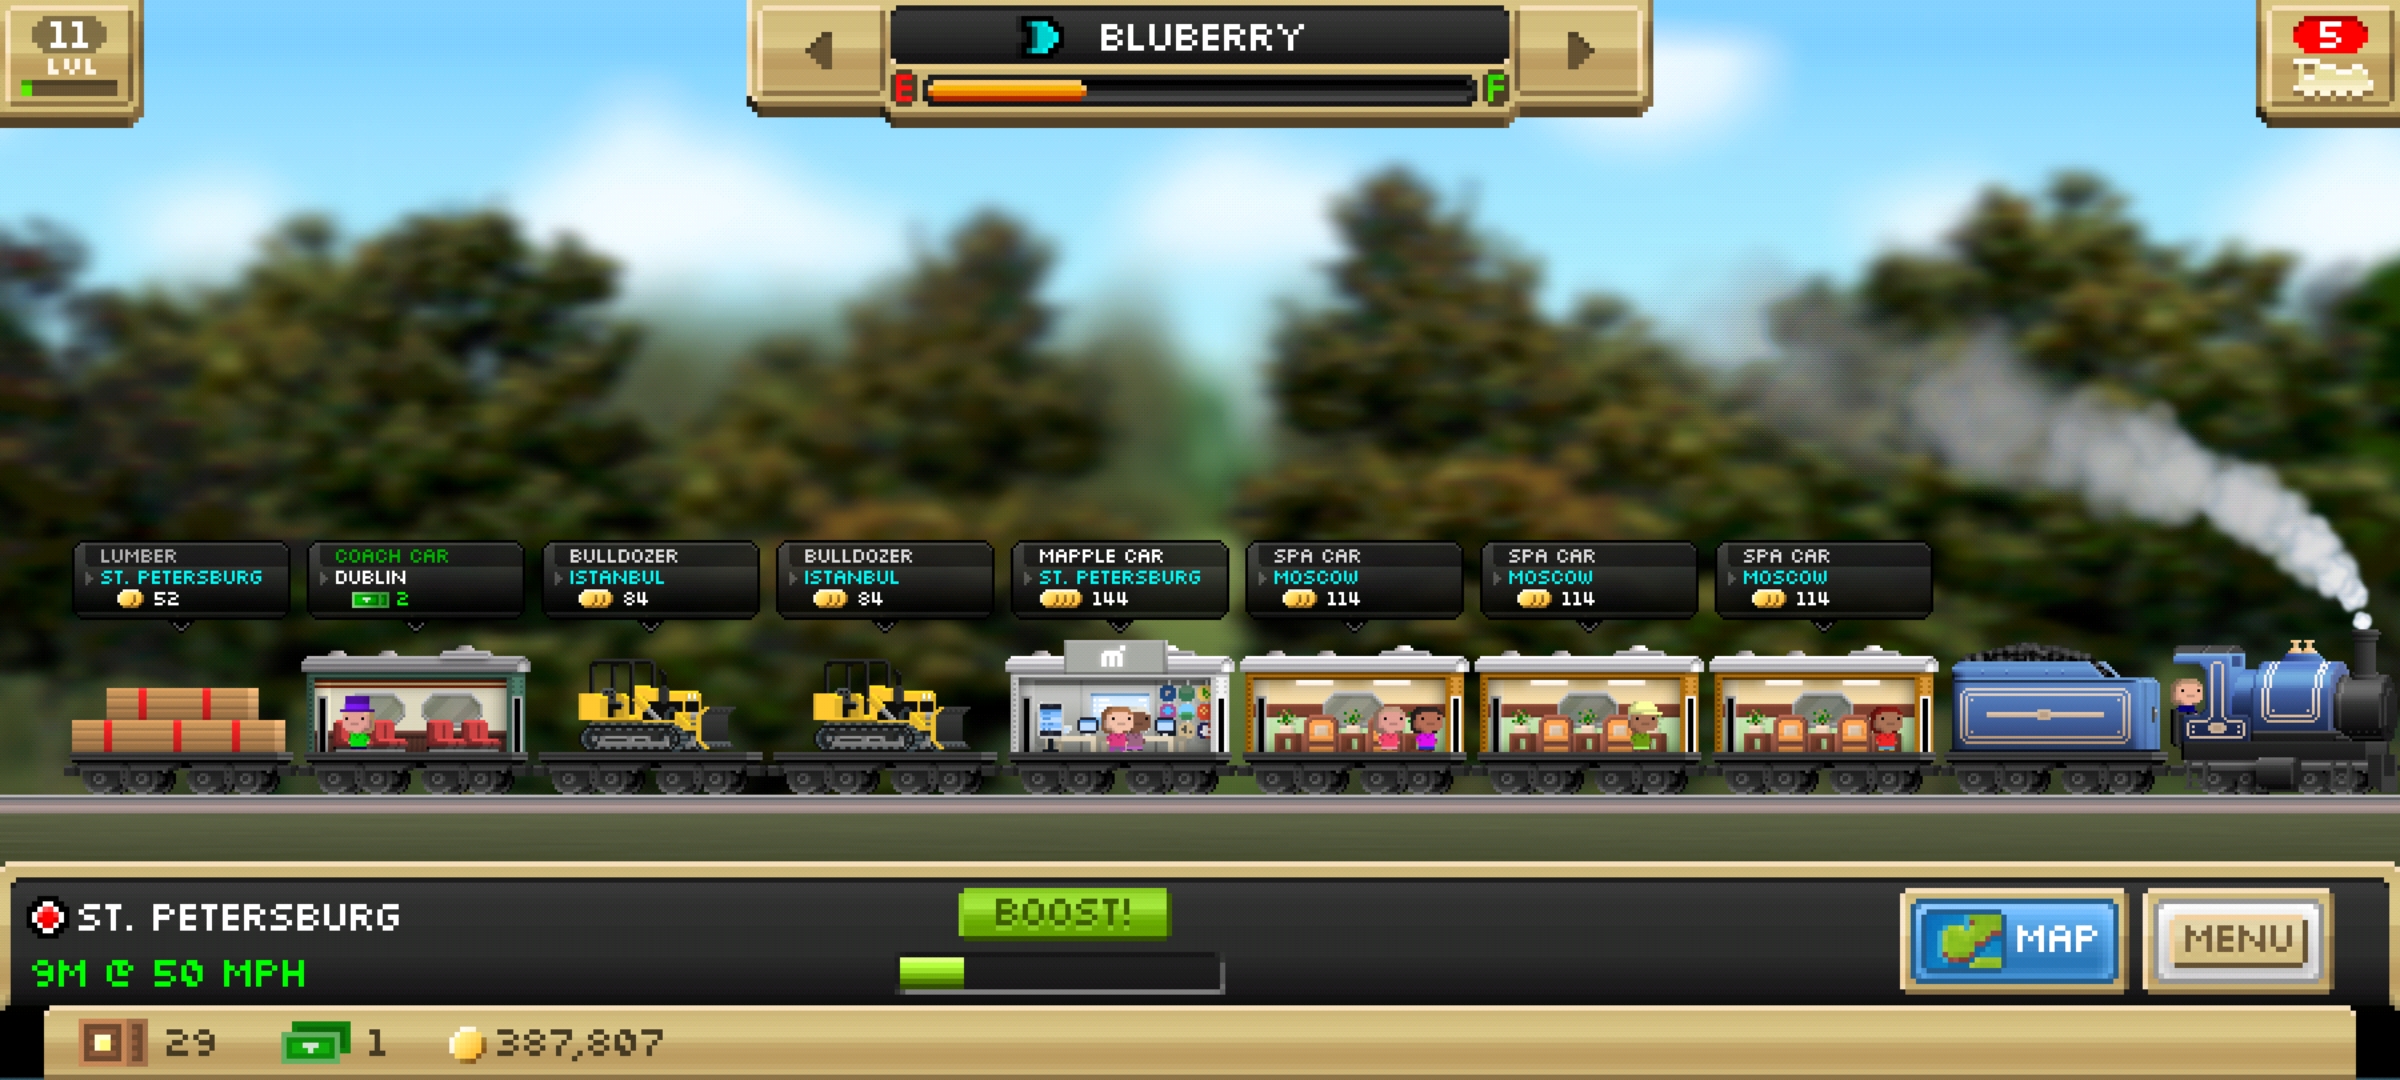 11
LVL
BLUBERRY
E
F
5
LUMBER
ST. PETERSBURG
52
COACH CAR
DUBLIN
2
BULLDOZER
ISTANBUL
84
BULLDOZER
ISTANBUL
84
MAPPLE CAR
ST. PETERSBURG
144
SPA CAR
MOSCOW
114
SPA CAR
MOSCOW
114
SPA CAR
MOSCOW
114
m
ST. PETERSBURG
9M @ 50 MPH
BOOST!
MAP
MENU
29
1
387,807